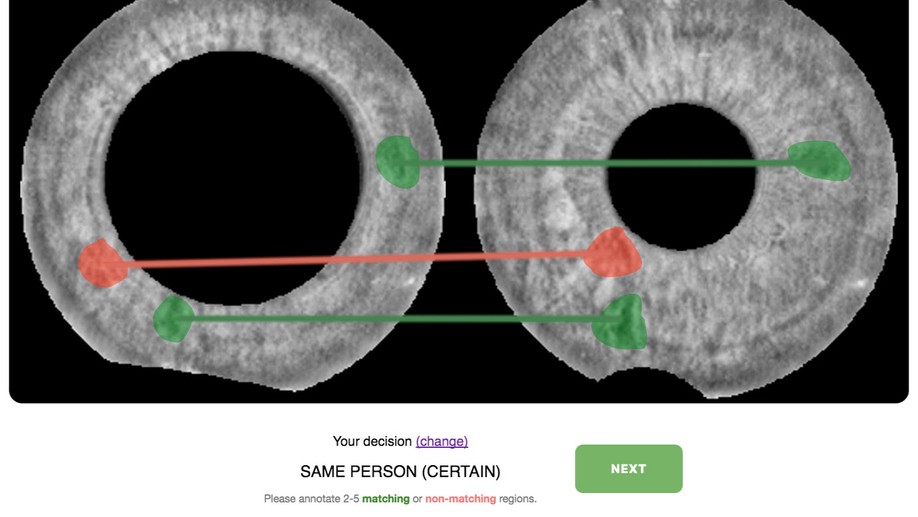 Your decision (change)
SAME PERSON (CERTAIN)
NEXT
Please annotate 2-5 matching or non-matching regions.